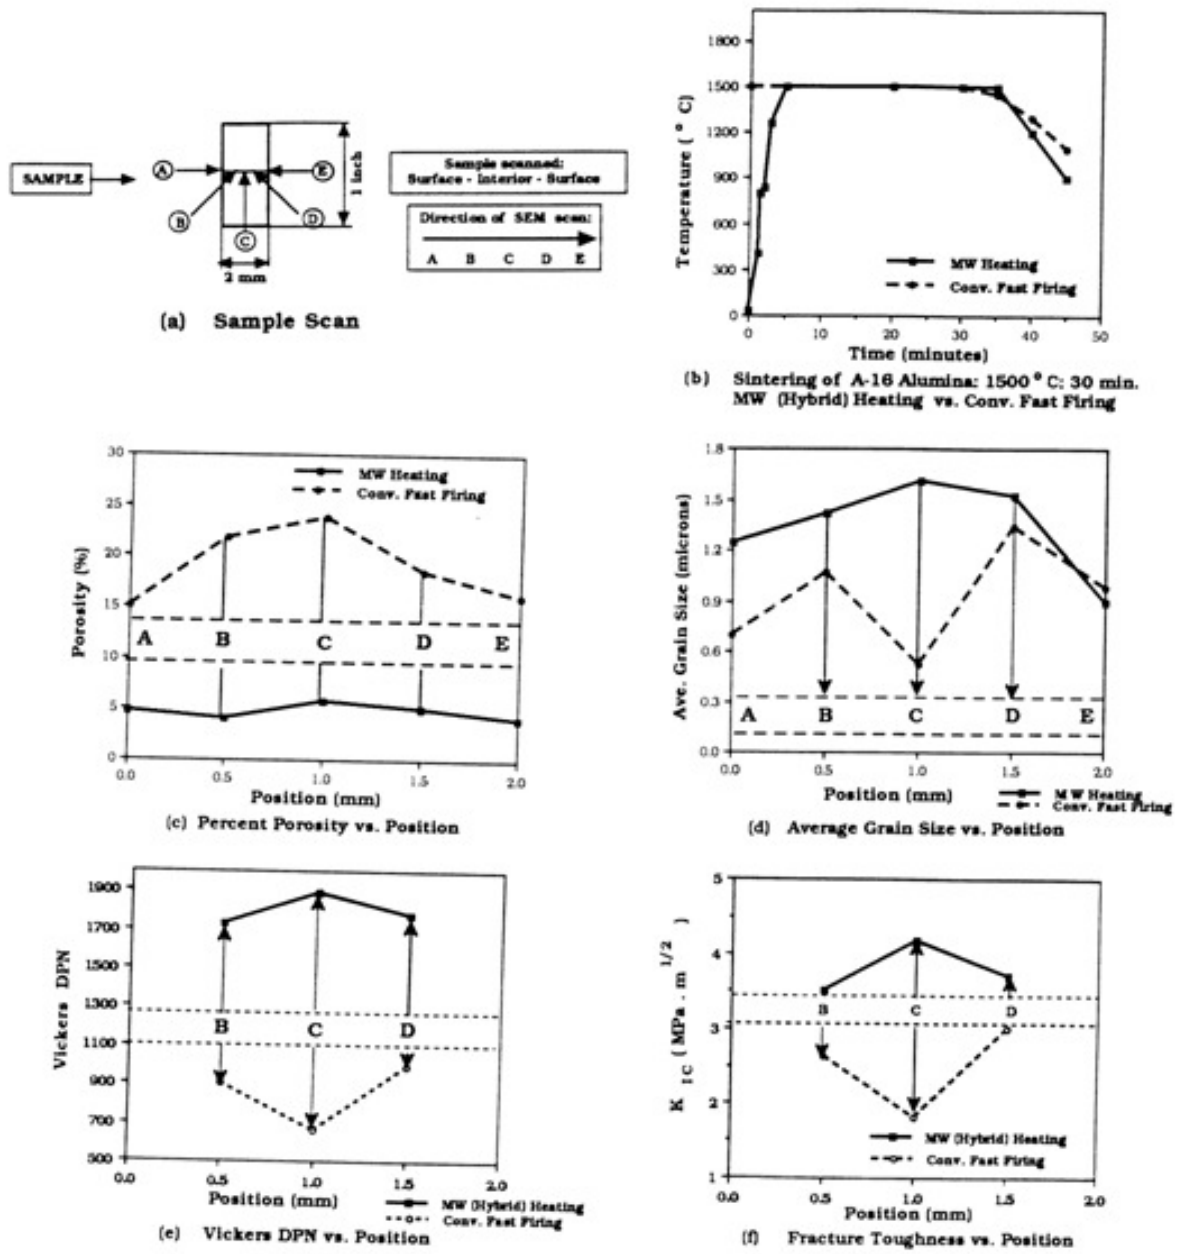 SAMPLE
A
E
B
D
C
1 inch
2 mm
Sample scanned:
Surface - Interior - Surface
Direction of SEM scan:
A B C D E
(a) Sample Scan
Temperature ( ° C)
1800
1500
1200
900
600
300
0
MW Heating
Conv. Fast Firing
0 10 20 30 40 50
Time (minutes)
(b) Sintering of A-16 Alumina: 1500 ° C: 30 min.
MW (Hybrid) Heating vs. Conv. Fast Firing
Porosity (%)
30
25
20
15
10
5
0
MW Heating
Conv. Fast Firing
A B C D E
0.0 0.5 1.0 1.5 2.0
Position (mm)
(c) Percent Porosity vs. Position
Ave. Grain Size (microns)
1.8
1.5
1.2
0.9
0.6
0.3
0.0
A B C D E
0.0 0.5 1.0 1.5 2.0
Position (mm)
MW Heating
Conv. Fast Firing
(d) Average Grain Size vs. Position
Vickers DPN
1900
1700
1500
1300
1100
900
700
500
B C D
0.0 0.5 1.0 1.5 2.0
Position (mm)
MW (Hybrid) Heating
Conv. Fast Firing
(e) Vickers DPN vs. Position
K IC ( MPa . m 1/2 )
5
4
3
2
1
B C D
MW (Hybrid) Heating
Conv. Fast Firing
0.0 0.5 1.0 1.5 2.0
Position (mm)
(f) Fracture Toughness vs. Position